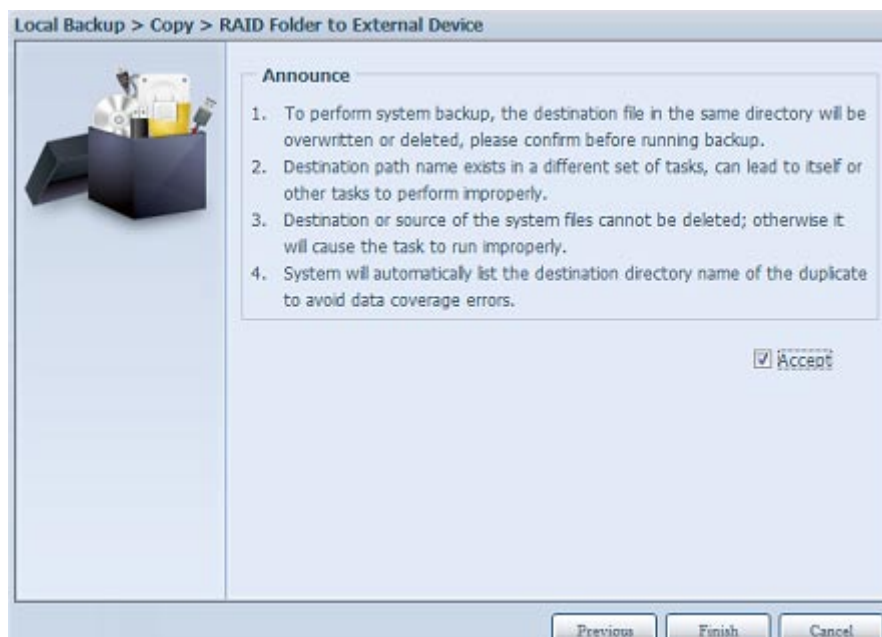 Local Backup > Copy > RAID Folder to External Device
Announce
1. To perform system backup, the destination file in the same directory will be
overwritten or deleted, please confirm before running backup.
2. Destination path name exists in a different set of tasks, can lead to itself or
other tasks to perform improperly.
3. Destination or source of the system files cannot be deleted; otherwise it
will cause the task to run improperly.
4. System will automatically list the destination directory name of the duplicate
to avoid data coverage errors.
Accept
Previous Finish Cancel